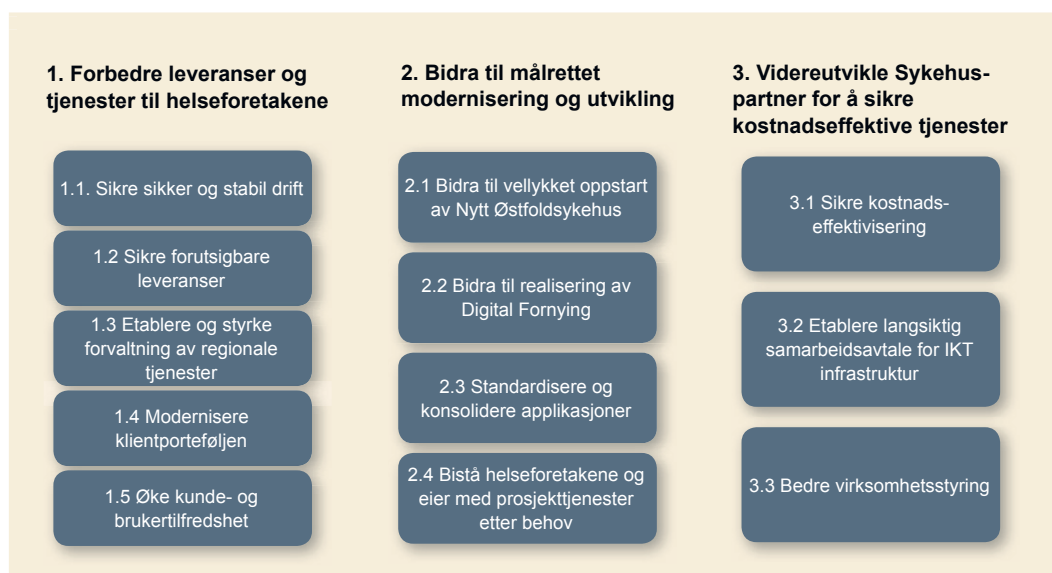 1. Forbedre leveranser og
tjenester til helseforetakene
1.1. Sikre sikker og stabil drift
1.2 Sikre forutsigbare
leveranser
1.3 Etablere og styrke
forvaltning av regionale
tjenester
1.4 Modernisere
klientporteføljen
1.5 Øke kunde- og
brukertilfredshet
2. Bidra til målrettet
modernisering og utvikling
2.1 Bidra til vellykket oppstart
av Nytt Østfoldsykehus
2.2 Bidra til realisering av
Digital Fornying
2.3 Standardisere og
konsolidere applikasjoner
2.4 Bistå helseforetakene og
eier med prosjekttjenester
etter behov
3. Videreutvikle Sykehus-
partner for å sikre
kostnadseffektive tjenester
3.1 Sikre kostnads-
effektivisering
3.2 Etablere langsiktig
samarbeidsavtale for IKT
infrastruktur
3.3 Bedre virksomhetsstyring